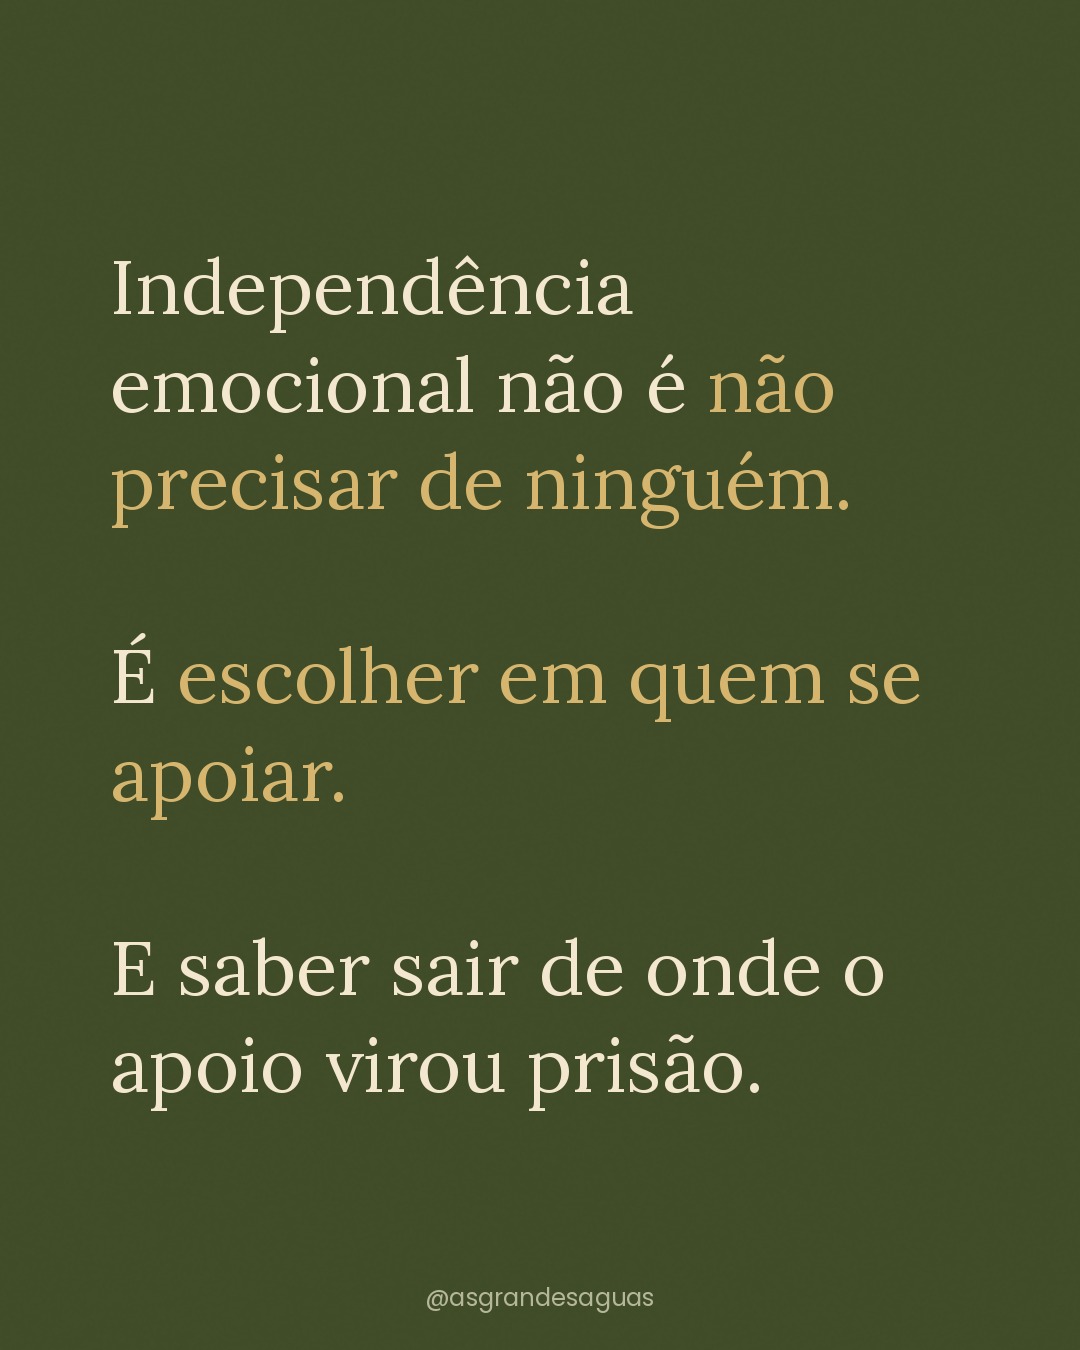 Independência
emocional não é não
precisar de ninguém.
É escolher em quem se
apoiar.
E saber sair de onde o
apoio virou prisão.
@asgrandesaguas